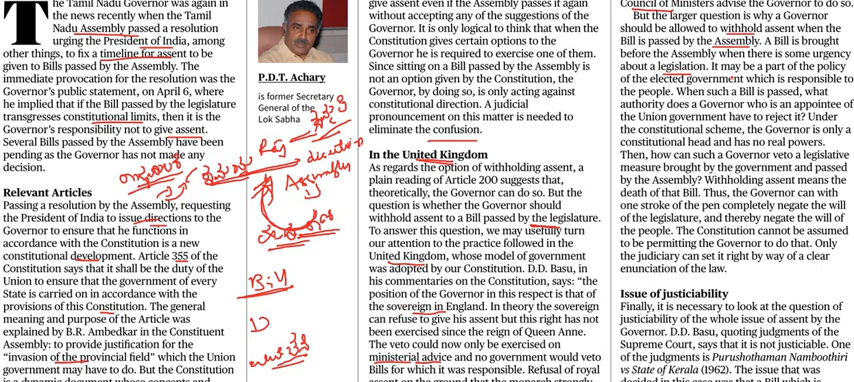 The Tamil Nadu Governor was again in
the news recently when the Tamil
Nadu Assembly passed a resolution
urging the President of India, among
other things, to fix a timeline for assent to be
given to Bills passed by the Assembly. The
immediate provocation for the resolution was the
Governor's public statement, on April 6, where
he implied that if the Bill passed by the legislature
transgresses constitutional limits, then it is the
Governor's responsibility not to give assent.
Several Bills passed by the Assembly have been
pending as the Governor has not made any
decision.
Relevant Articles
Passing a resolution by the Assembly, requesting
the President of India to issue directions to the
Governor to ensure that he functions in
accordance with the Constitution is a new
constitutional development. Article 355 of the
Constitution says that it shall be the duty of the
Union to ensure that the government of every
State is carried on in accordance with the
provisions of this Constitution. The general
meaning and purpose of the Article was
explained by B.R. Ambedkar in the Constituent
Assembly: to provide justification for the
"invasion of the provincial field" which the Union
government may have to do. But the Constitution
is a dynamic document whose concepts and
P.D.T. Achary
is former Secretary
General of the
Lok Sabha
Assembly
Bill
give assent even if the Assembly passes it again
without accepting any of the suggestions of the
Governor. It is only logical to think that when the
Constitution gives certain options to the
Governor he is required to exercise one of them.
Since sitting on a Bill passed by the Assembly is
not an option given by the Constitution, the
Governor, by doing so, is only acting against
constitutional direction. A judicial
pronouncement on this matter is needed to
eliminate the confusion.
In the United Kingdom
As regards the option of withholding assent, a
plain reading of Article 200 suggests that,
theoretically, the Governor can do so. But the
question is whether the Governor should
withhold assent to a Bill passed by the legislature.
To answer this question, we may usefully turn
our attention to the practice followed in the
United Kingdom, whose model of government
was adopted by our Constitution. D.D. Basu, in
his commentaries on the Constitution, says: "the
position of the Governor in this respect is that of
the sovereign in England. In theory the sovereign
can refuse to give his assent but this right has not
been exercised since the reign of Queen Anne.
The veto could now only be exercised on
ministerial advice and no government would veto
Bills for which it was responsible. Refusal of royal
assent on the ground that the monarch strongly
Council of Ministers advise the Governor to do so.
But the larger question is why a Governor
should be allowed to withhold assent when the
Bill is passed by the Assembly. A Bill is brought
before the Assembly when there is some urgency
about a legislation. It may be a part of the policy
of the elected government which is responsible to
the people. When such a Bill is passed, what
authority does a Governor who is an appointee of
the Union government have to reject it? Under
the constitutional scheme, the Governor is only a
constitutional head and has no real powers.
Then, how can such a Governor veto a legislative
measure brought by the government and passed
by the Assembly? Withholding assent means the
death of that Bill. Thus, the Governor can with
one stroke of the pen completely negate the will
of the legislature, and thereby negate the will of
the people. The Constitution cannot be assumed
to be permitting the Governor to do that. Only
the judiciary can set it right by way of a clear
enunciation of the law.
Issue of justiciability
Finally, it is necessary to look at the question of
justiciability of the whole issue of assent by the
Governor. D.D. Basu, quoting judgments of the
Supreme Court, says that it is not justiciable. One
of the judgments is Purushothaman Namboothiri
vs State of Kerala (1962). The issue that was
decided in this case was that a Bill which is